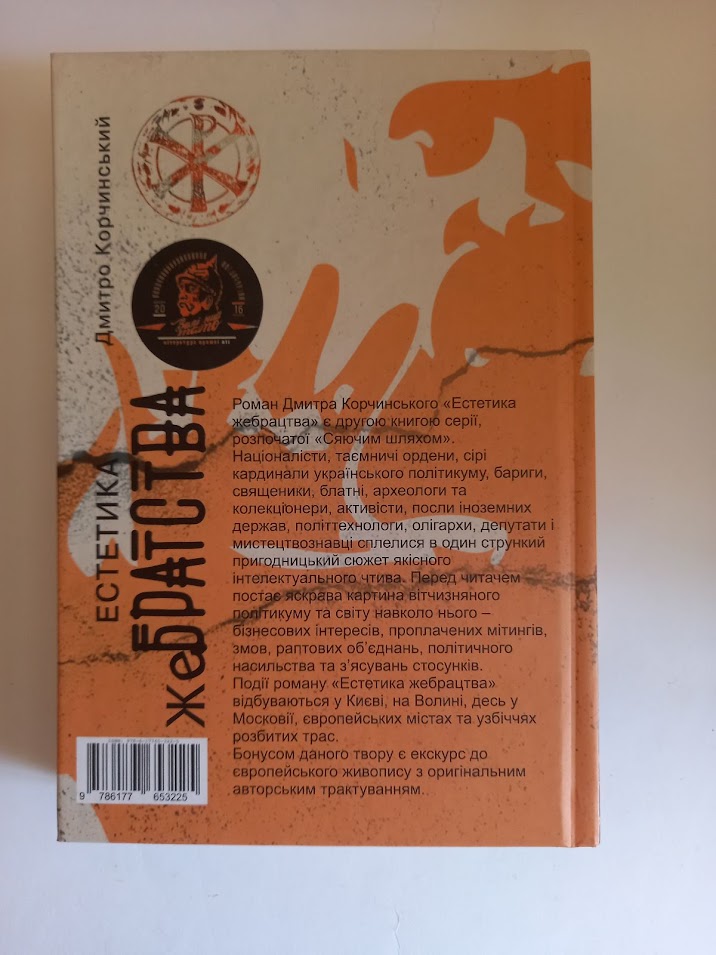 Дмитро Корчинський
ЕСТЕТИКА
жеБРАТСТВА
16
література прямої дії
Роман Дмитра Корчинського «Естетика
жебрацтва» є другою книгою серії,
розпочатої «Сяючим шляхом».
Націоналісти, таємничі ордени, сірі
кардинали українського політикуму, бариги,
священики, блатні, археологи та
колекціонери, активісти, посли іноземних
держав, політтехнологи, олігархи, депутати і
мистецтвознавці сплелися в один стрункий
пригодницький сюжет якісного
інтелектуального чтива. Перед читачем
постає яскрава картина вітчизняного
політикуму та світу навколо нього –
бізнесових інтересів, проплачених мітингів,
змов, раптових об’єднань, політичного
насильства та з’ясувань стосунків.
Події роману «Естетика жебрацтва»
відбуваються у Києві, на Волині, десь у
Московії, європейських містах та узбіччях
розбитих трас.
Бонусом даного твору є екскурс до
європейського живопису з оригінальним
авторським трактуванням.
9 786177 653225